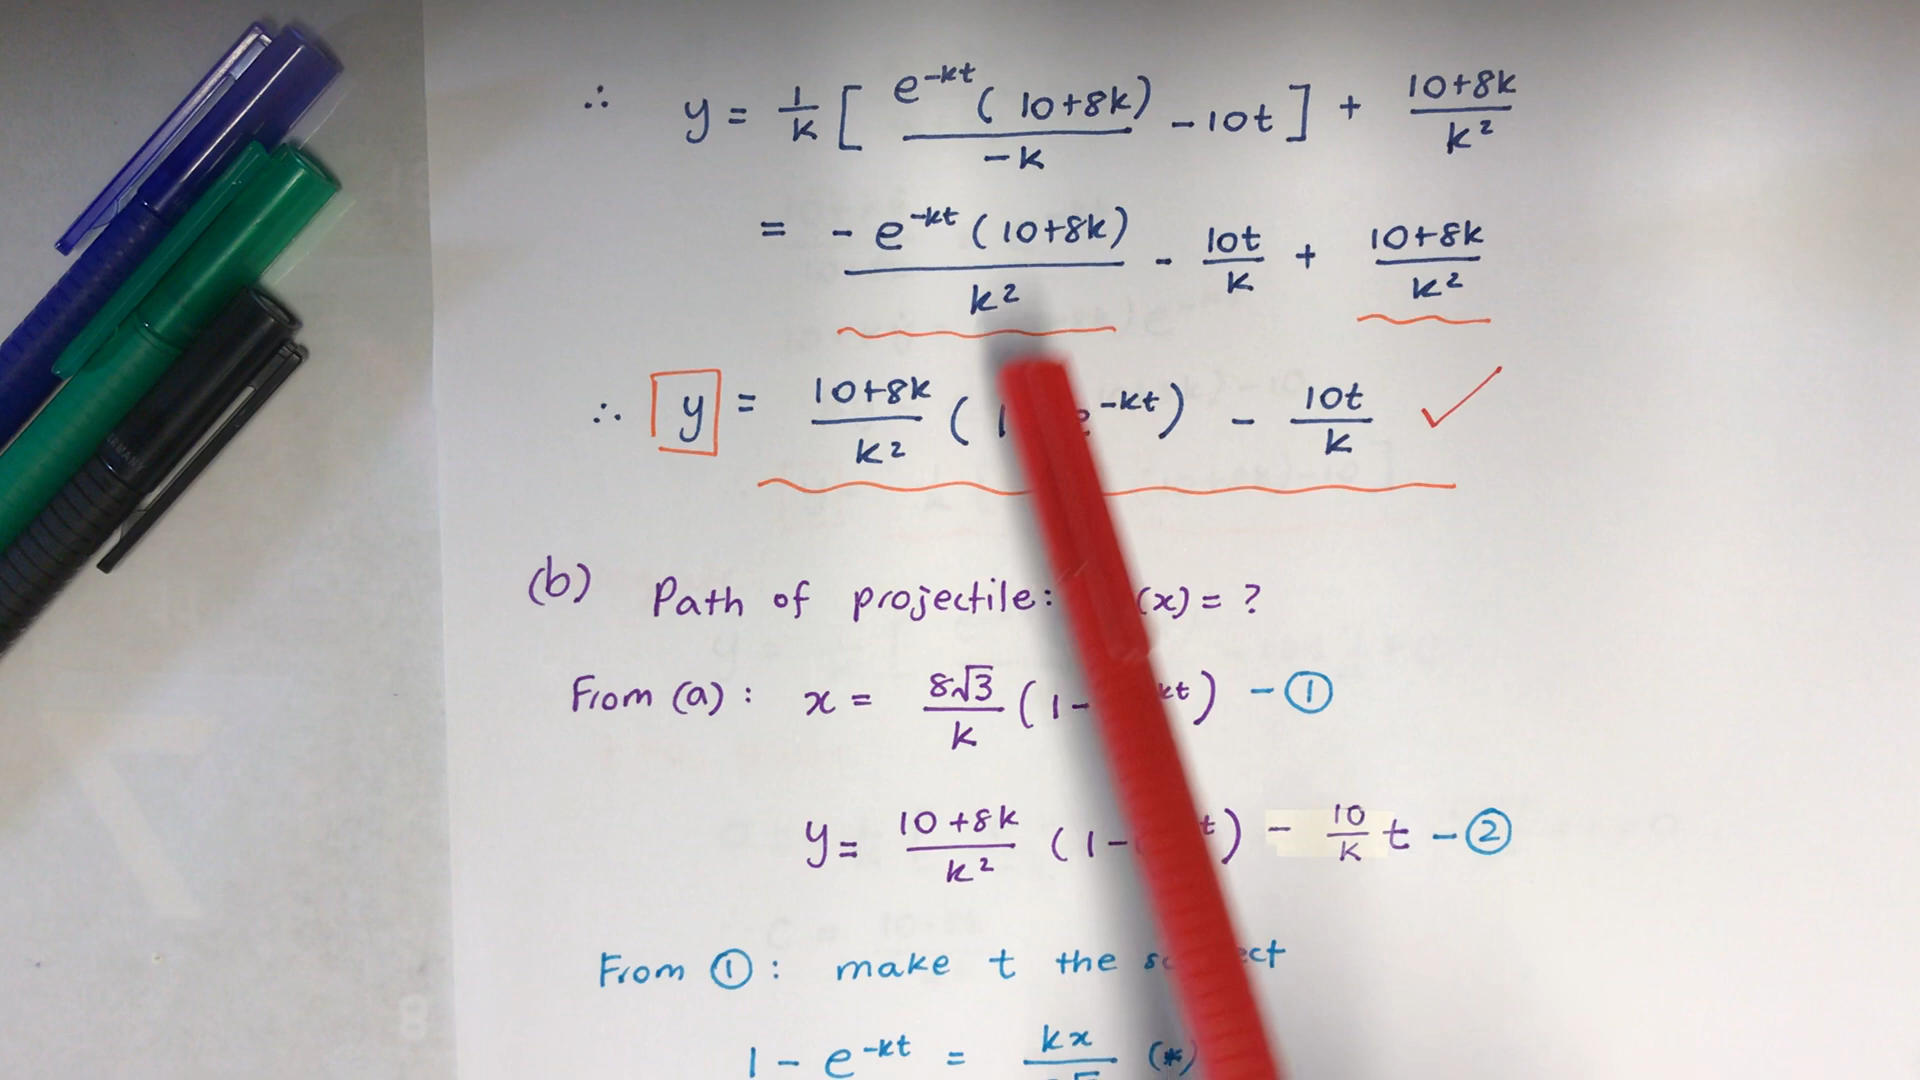 ∴ y = 1/k [ e^-kt (10+8k) / -k - 10t ] + (10+8k)/k²
= - e^-kt (10+8k) / k² - 10t/k + (10+8k)/k²
∴ y = (10+8k)/k² (1 e^-kt) - 10t/k ✓
(b) Path of projectile: (x) = ?
From (a) : x = 8√3/k (1 - kt) - ①
y = (10+8k)/k² (1 - t) - 10/k t - ②
From ① : make t the
1 - e^-kt = kx (*)